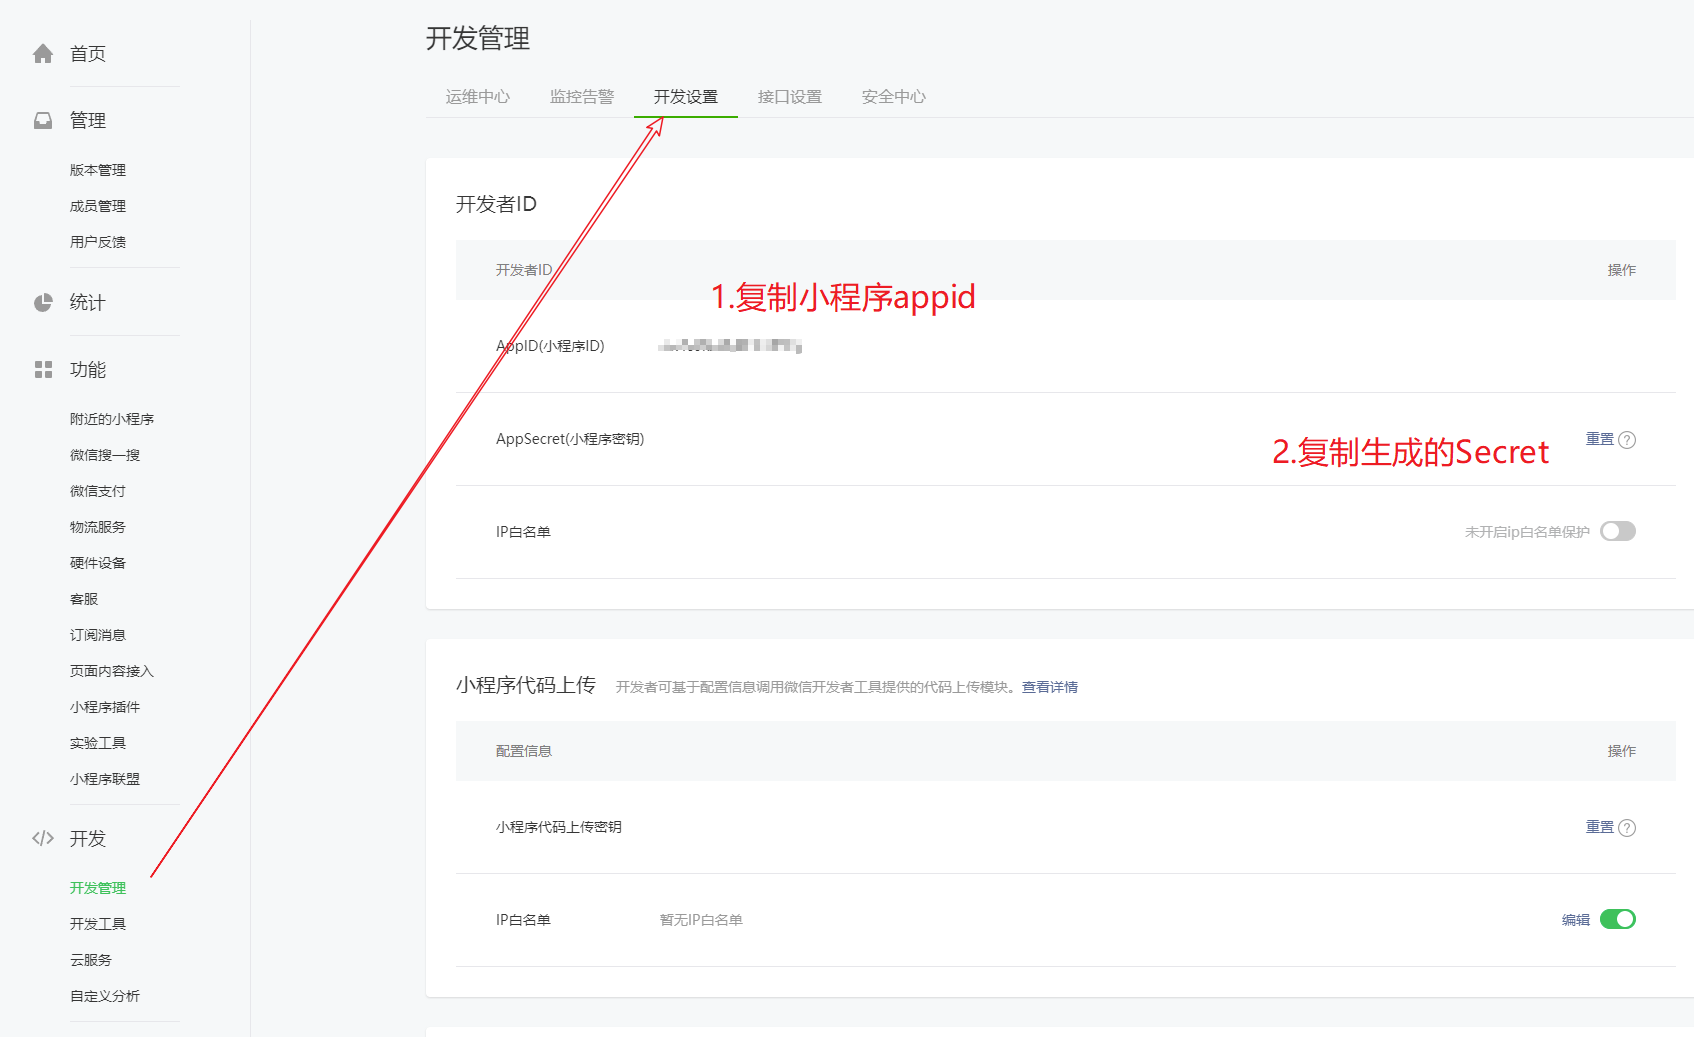 首页
管理
版本管理
成员管理
用户反馈
统计
功能
附近的小程序
微信搜一搜
微信支付
物流服务
硬件设备
客服
订阅消息
页面内容接入
小程序插件
实验工具
小程序联盟
开发
开发管理
开发工具
云服务
自定义分析
开发管理
运维中心 监控告警 开发设置 接口设置 安全中心
开发者ID
开发者ID 操作
1.复制小程序appid
AppID(小程序ID)
AppSecret(小程序密钥) 重置
2.复制生成的Secret
IP白名单 未开启ip白名单保护
小程序代码上传 开发者可基于配置信息调用微信开发者工具提供的代码上传模块。查看详情
配置信息 操作
小程序代码上传密钥 重置
IP白名单 暂无IP白名单 编辑